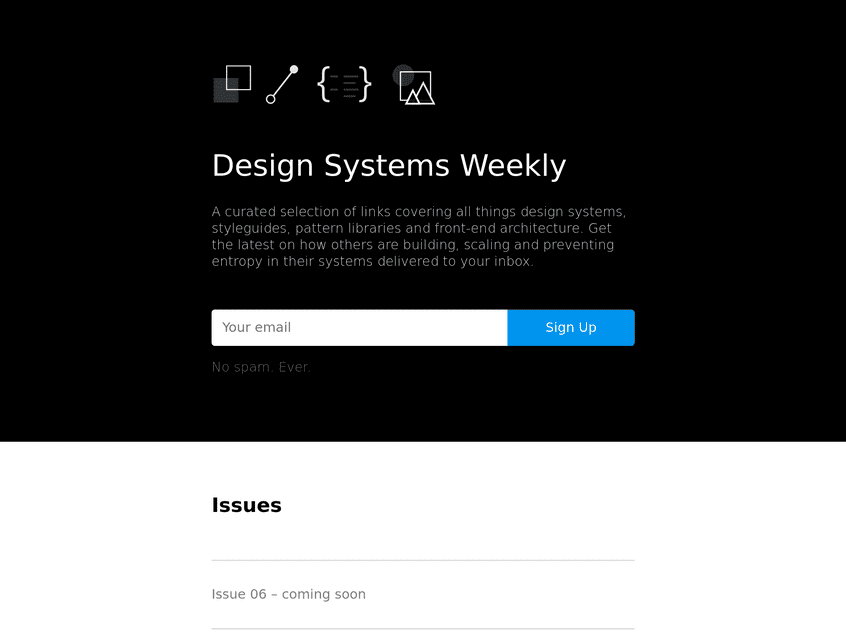 Design Systems Weekly
A curated selection of links covering all things design systems,
styleguides, pattern libraries and front-end architecture. Get
the latest on how others are building, scaling and preventing
entropy in their systems delivered to your inbox.
Your email
Sign Up
No spam. Ever.
Issues
Issue 06 – coming soon